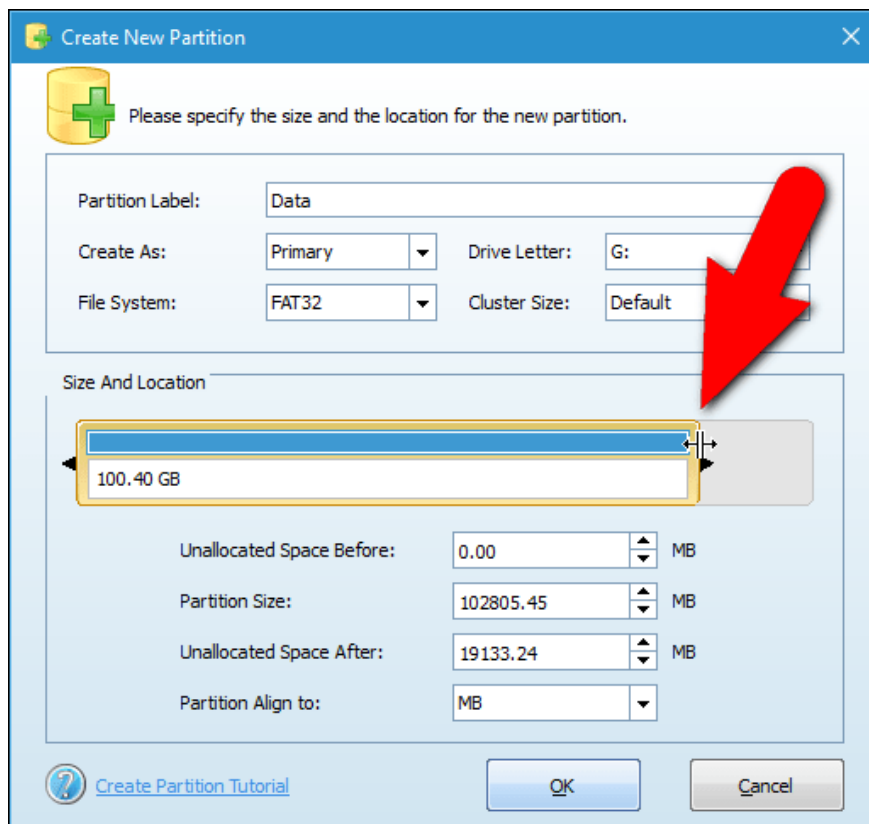 Create New Partition
Please specify the size and the location for the new partition.
Partition Label: Data
Create As: Primary Drive Letter: G:
File System: FAT32 Cluster Size: Default
Size And Location
100.40 GB
Unallocated Space Before: 0.00 MB
Partition Size: 102805.45 MB
Unallocated Space After: 19133.24 MB
Partition Align to: MB
Create Partition Tutorial OK Cancel